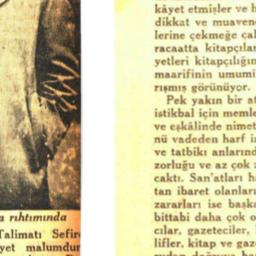 a rıhtımında
Talimatı Sefir
yet malumdur
kâyet etmişler ve h
dikkat ve muaven
lerine çekmeğe çal
racaatta kitapçılar
yetleri kitapçılığın
maarifinin umumi
rışmış görünüyor.
Pek yakın bir at
istikbal için memle
ve eşkâlinde nimet
nü vadeden harf in
ve tatbikı anlarınd
zorluğu ve az çok z
caktı. San'atları ha
tan ibaret olanları
zararları ise başka
bittabi daha çok o
cılar, gazeteciler,
lifler, kitap ve gaz